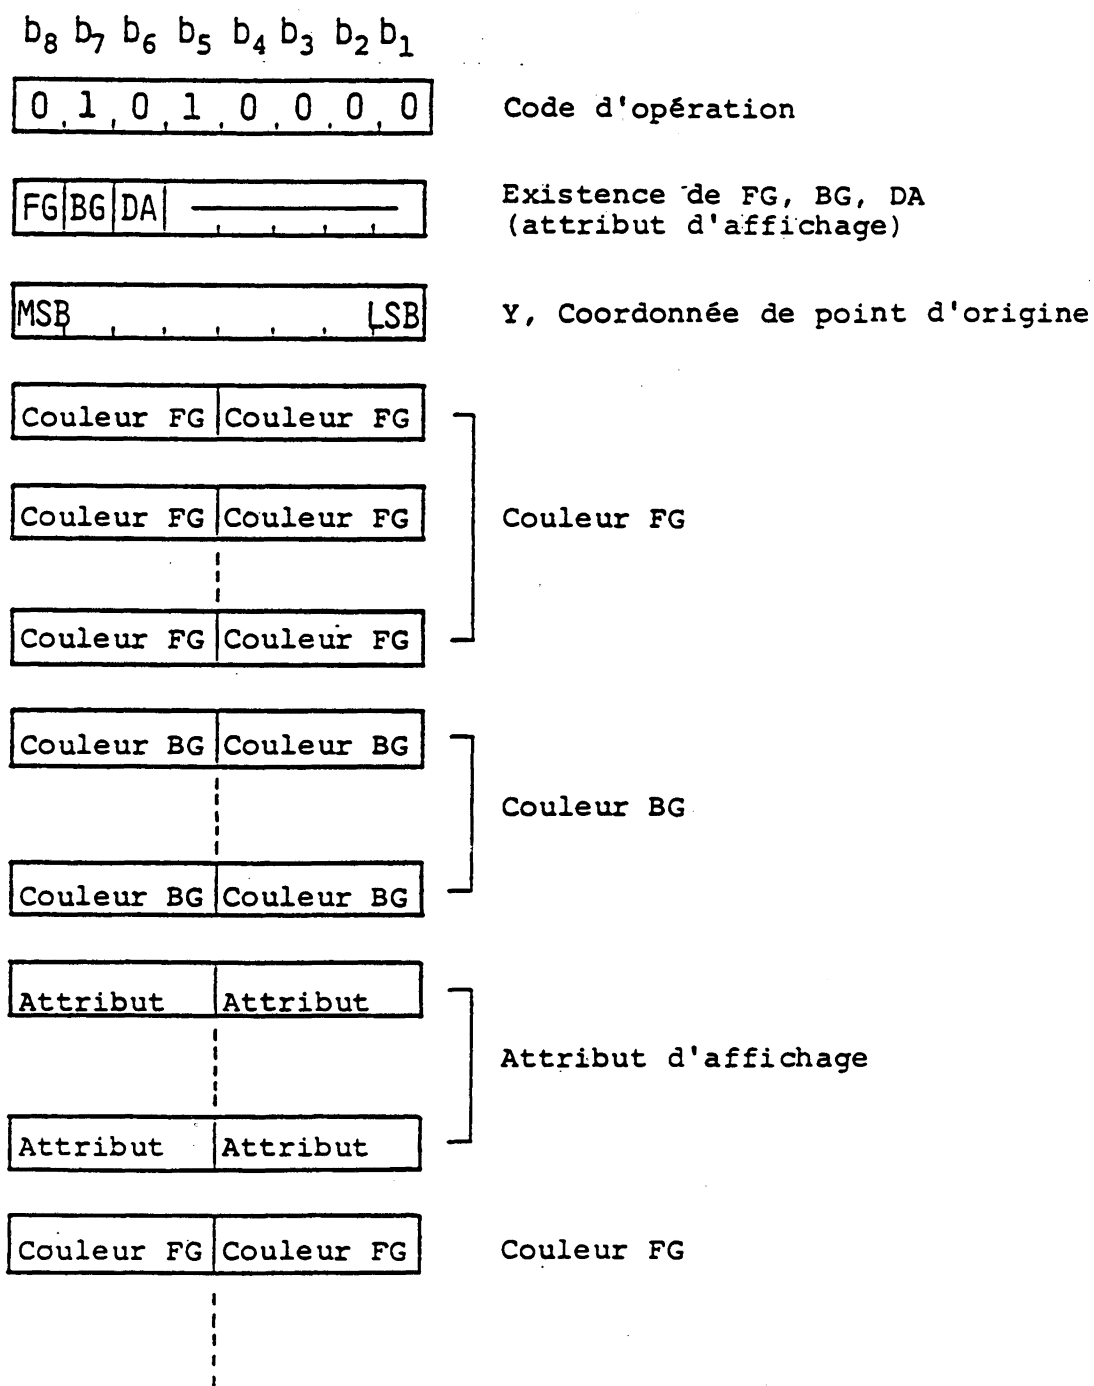 b8 b7 b6 b5 b4 b3 b2 b1
0 1 0 1 0 0 0 0 Code d'opération
FG BG DA Existence de FG, BG, DA
(attribut d'affichage)
MSB LSB Y, Coordonnée de point d'origine
Couleur FG Couleur FG
Couleur FG Couleur FG Couleur FG
Couleur FG Couleur FG
Couleur BG Couleur BG
Couleur BG
Couleur BG Couleur BG
Attribut Attribut
Attribut d'affichage
Attribut Attribut
Couleur FG Couleur FG Couleur FG